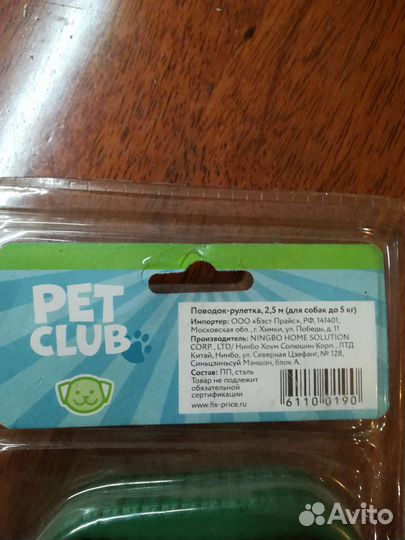 PET
CLUB
Поводок-рулетка, 2,5 м (для собак до 5 кг)
Импортер: ООО «Бэст Прайс», РФ, 141401,
Московская обл., г. Химки, ул. Победы, д. 11
Производитель: NINGBO HOME SOLUTION
CORP., LTD/ Нинбо Хоум Солюшин Корп., ЛТД
Китай, Нинбо, ул. Северная Цзефанг, № 128,
Синьцзиньсуй Мэншэн, блок А.
Состав: ПП, сталь
Товар не подлежит
обязательной
сертификации
www.fix-price.ru
6110 0190
Avito